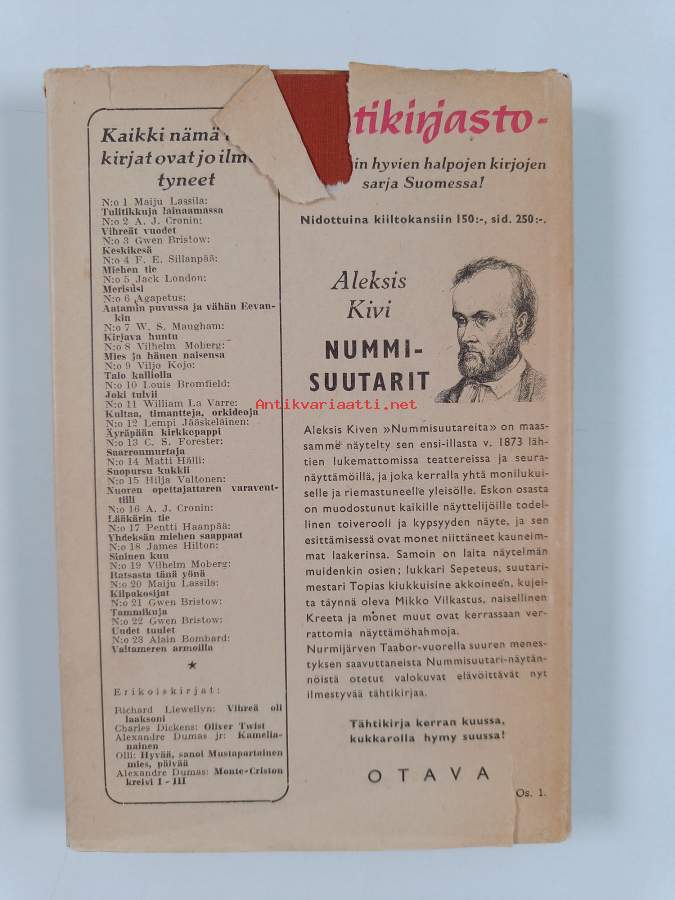 Kaikki nämä
kirjat ovat jo ilm
tyneet
N:o 1 Maiju Lassila:
Tulitikkuja lainaamassa
N:o 2 A. J. Cronin:
Vihreät vuodet
N:o 3 Gwen Bristow:
Keskikesä
N:o 4 F. E. Sillanpää:
Miehen tie
N:o 5 Jack London:
Merisusi
N:o 6 Agapetus:
Aatamin puvussa ja vähän Eevan-
kin
N:o 7 W. S. Maugham:
Kirjava huntu
N:o 8 Vilhelm Moberg:
Mies ja hänen naisensa
N:o 9 Viljo Kojo:
Talo kalliolla
N:o 10 Louis Bromfield:
Joki tulvii
N:o 11 William La Varre:
Kultaa, timantteja, orkideoja
N:o 12 Lempi Jääskeläinen:
Äyräpään kirkkopappi
N:o 13 C. S. Forester:
Saarronmurtaja
N:o 14 Matti Hälli:
Suopursu kukkii
N:o 15 Hilja Valtonen:
Nuoren opettajattaren varavent-
tiili
N:o 16 A. J. Cronin:
Lääkärin tie
N:o 17 Pentti Haanpää:
Yhdeksän miehen saappaat
N:o 18 James Hilton:
Sininen kuu
N:o 19 Vilhelm Moberg:
Ratsasta tänä yönä
N:o 20 Maiju Lassila:
Kilpakosijat
N:o 21 Gwen Bristow:
Tammikuja
N:o 22 Gwen Bristow:
Uudet tuulet
N:o 23 Alain Bombard:
Valtameren armoilla
Erikoiskirjat:
Richard Llewellyn: Vihreä oli
laaksoni
Charles Dickens: Oliver Twist
Alexandre Dumas jr: Kamelia-
nainen
Olli: Hyvää, sanoi Mustapartainen
mies, päivää
Alexandre Dumas: Monte-Criston
kreivi I - III
tikirjasto-
in hyvien halpojen kirjojen
sarja Suomessa!
Nidottuina kiiltokansiin 150:-, sid. 250:-.
Aleksis
Kivi
NUMMI-
SUUTARIT
Antikvariaatti.net
Aleksis Kiven »Nummisuutareita» on maas-
samme näytelty sen ensi-illasta v. 1873 läh-
tien lukemattomissa teattereissa ja seura-
näyttämöillä, ja joka kerralla yhtä monilukui-
selle ja riemastuneelle yleisölle. Eskon osasta
on muodostunut kaikille näyttelijöille todel-
linen toiverooli ja kypsyyden näyte, ja sen
esittämisessä ovat monet niittäneet kauneim-
mat laakerinsa. Samoin on laita näytelmän
muidenkin osien; lukkari Sepeteus, suutari-
mestari Topias kiukkuisine akkoineen, kujei-
ta täynnä oleva Mikko Vilkastus, naisellinen
Kreeta ja monet muut ovat kerrassaan ver-
rattomia näyttämöhahmoja.
Nurmijärven Taabor-vuorella suuren menes-
tyksen saavuttaneista Nummisuutari-näytän-
nöistä otetut valokuvat elävöittävät nyt
ilmestyvää tähtikirjaa.
Tähtikirja kerran kuussa,
kukkarolla hymy suussa!
OTAVA
Os. 1.